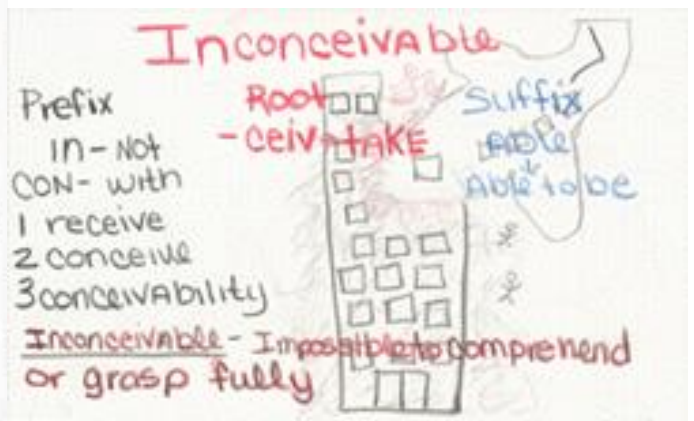 InconceivAble
Prefix
In- Not
CON- with
1 receive
2 conceive
3 conceivAbility
Root
-ceiv-tAKE
Suffix
Able
Able to be
InconceivAble - Impossible to comprehend
or grasp fully